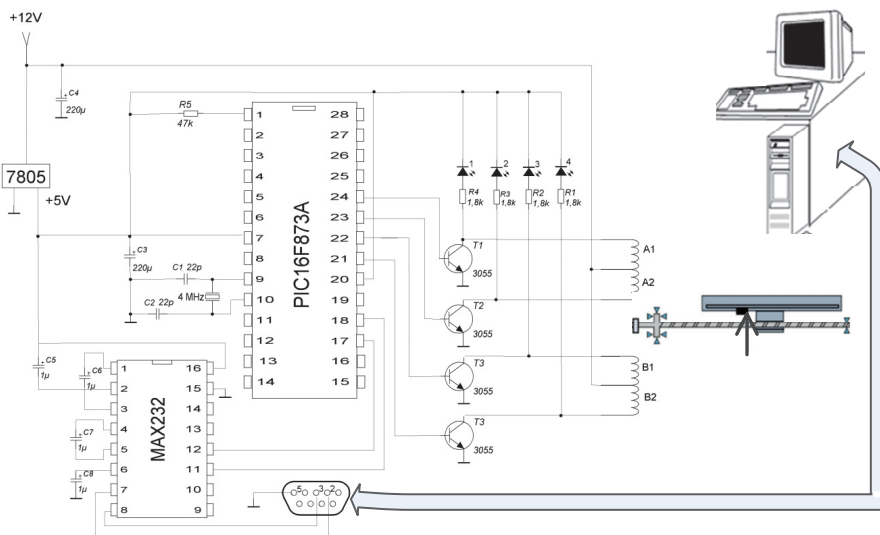 +12V
C4
+
220µ
7805
+5V
R5
47k
PIC16F873A
1
2
3
4
5
6
7
8
9
10
11
12
13
14
28
27
26
25
24
23
22
21
20
19
18
17
16
15
C3
+
220µ
C1 22p
4 MHz
C2 22p
C5
+
1µ
C6
+
1µ
C7
+
1µ
C8
+
1µ
MAX232
1
2
3
4
5
6
7
8
16
15
14
13
12
11
10
9
5
3
2
1
2
3
4
R4
1,8k
R3
1,8k
R2
1,8k
R1
1,8k
T1
3055
T2
3055
T3
3055
T3
3055
A1
A2
B1
B2